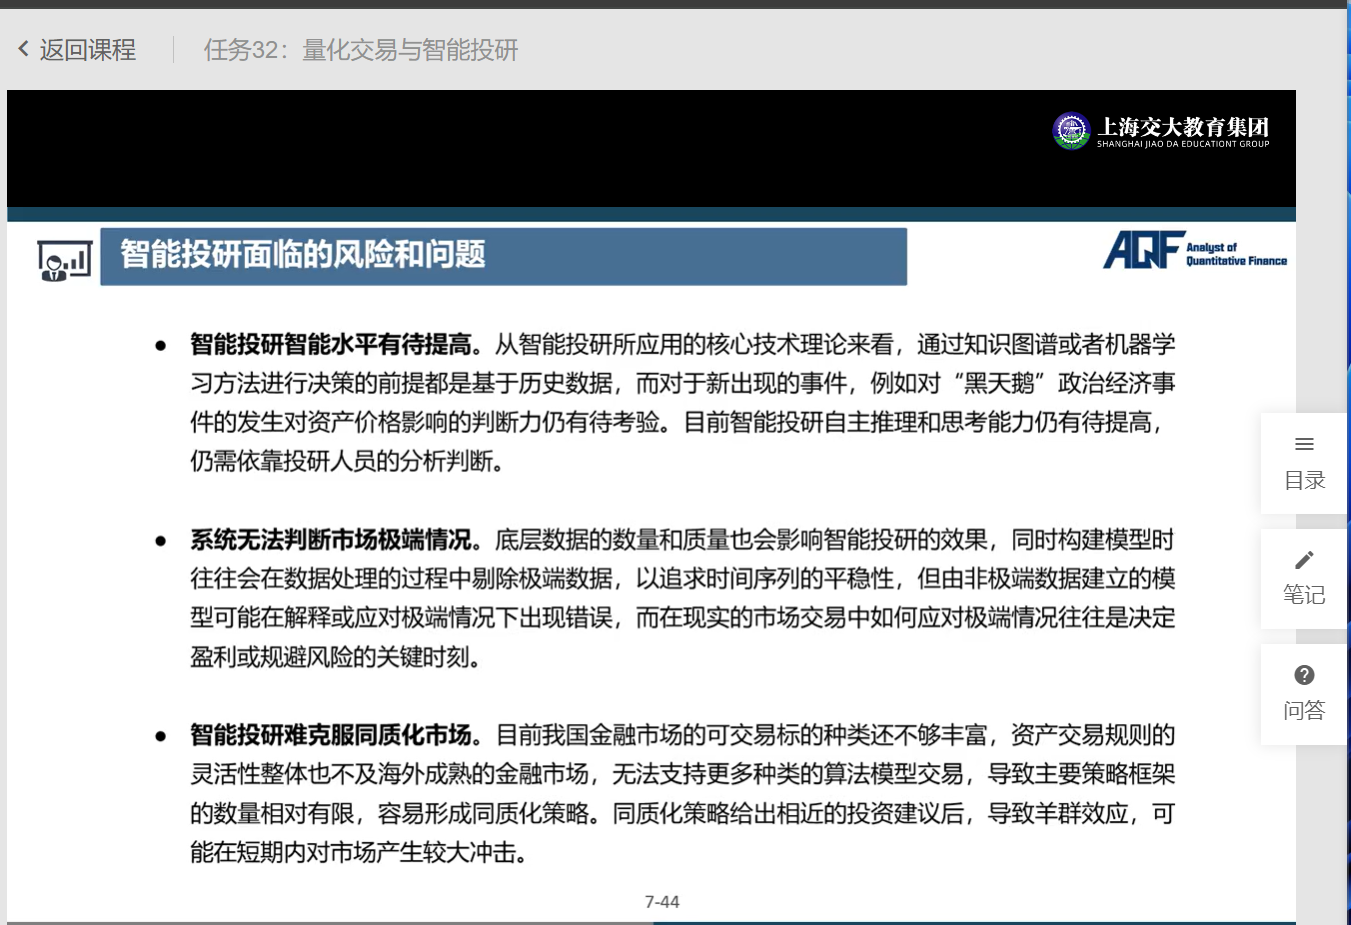 返回课程
任务32：量化交易与智能投研
上海交大教育集团
SHANGHAI JIAO DA EDUCATIONT GROUP
智能投研面临的风险和问题
AQF Analyst of
Quantitative Finance
● 智能投研智能水平有待提高。从智能投研所应用的核心技术理论来看，通过知识图谱或者机器学
习方法进行决策的前提都是基于历史数据，而对于新出现的事件，例如对“黑天鹅”政治经济事
件的发生对资产价格影响的判断力仍有待考验。目前智能投研自主推理和思考能力仍有待提高，
仍需依靠投研人员的分析判断。
● 系统无法判断市场极端情况。底层数据的数量和质量也会影响智能投研的效果，同时构建模型时
往往会在数据处理的过程中剔除极端数据，以追求时间序列的平稳性，但由非极端数据建立的模
型可能在解释或应对极端情况下出现错误，而在现实的市场交易中如何应对极端情况往往是决定
盈利或规避风险的关键时刻。
● 智能投研难克服同质化市场。目前我国金融市场的可交易标的种类还不够丰富，资产交易规则的
灵活性整体也不及海外成熟的金融市场，无法支持更多种类的算法模型交易，导致主要策略框架
的数量相对有限，容易形成同质化策略。同质化策略给出相近的投资建议后，导致羊群效应，可
能在短期内对市场产生较大冲击。
7-44
目录
笔记
问答